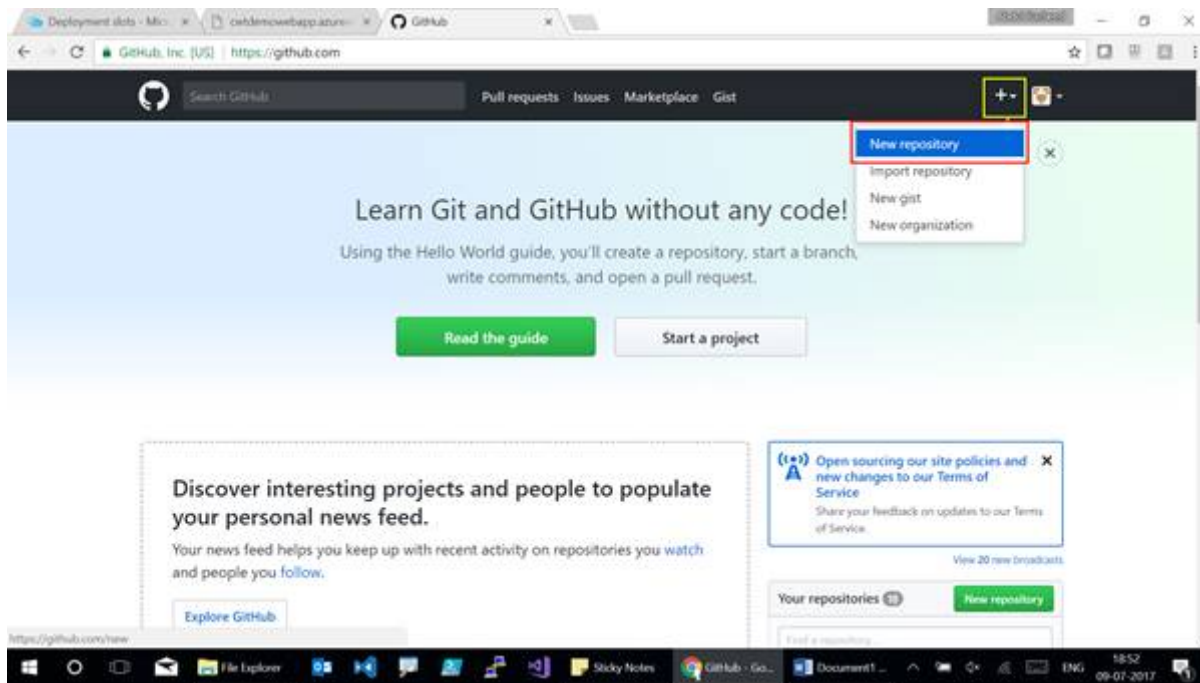 Deployment slots - Mic
cwtdemowebapp.azure
GitHub
GitHub, Inc. [US]
https://github.com
Search GitHub
Pull requests
Issues
Marketplace
Gist
New repository
Import repository
New gist
New organization
Learn Git and GitHub without any code!
Using the Hello World guide, you'll create a repository, start a branch,
write comments, and open a pull request.
Read the guide
Start a project
Discover interesting projects and people to populate
your personal news feed.
Your news feed helps you keep up with recent activity on repositories you watch
and people you follow.
Explore GitHub
Open sourcing our site policies and
new changes to our Terms of
Service
Share your feedback on updates to our Terms
of Service.
View 20 new broadcasts
Your repositories
New repository
Find a repository
https://github.com/new
File Explorer
Sticky Notes
GitHub - Go...
Document1 ...
ENG
18:52
09-07-2017